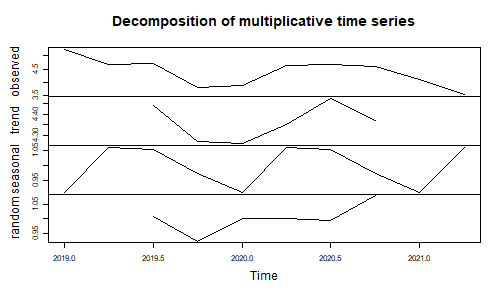 Decomposition of multiplicative time series
observed
4.5
3.5
trend
4.40
4.30
seasonal
1.05
0.95
random
1.05
0.95
2019.0 2019.5 2020.0 2020.5 2021.0
Time